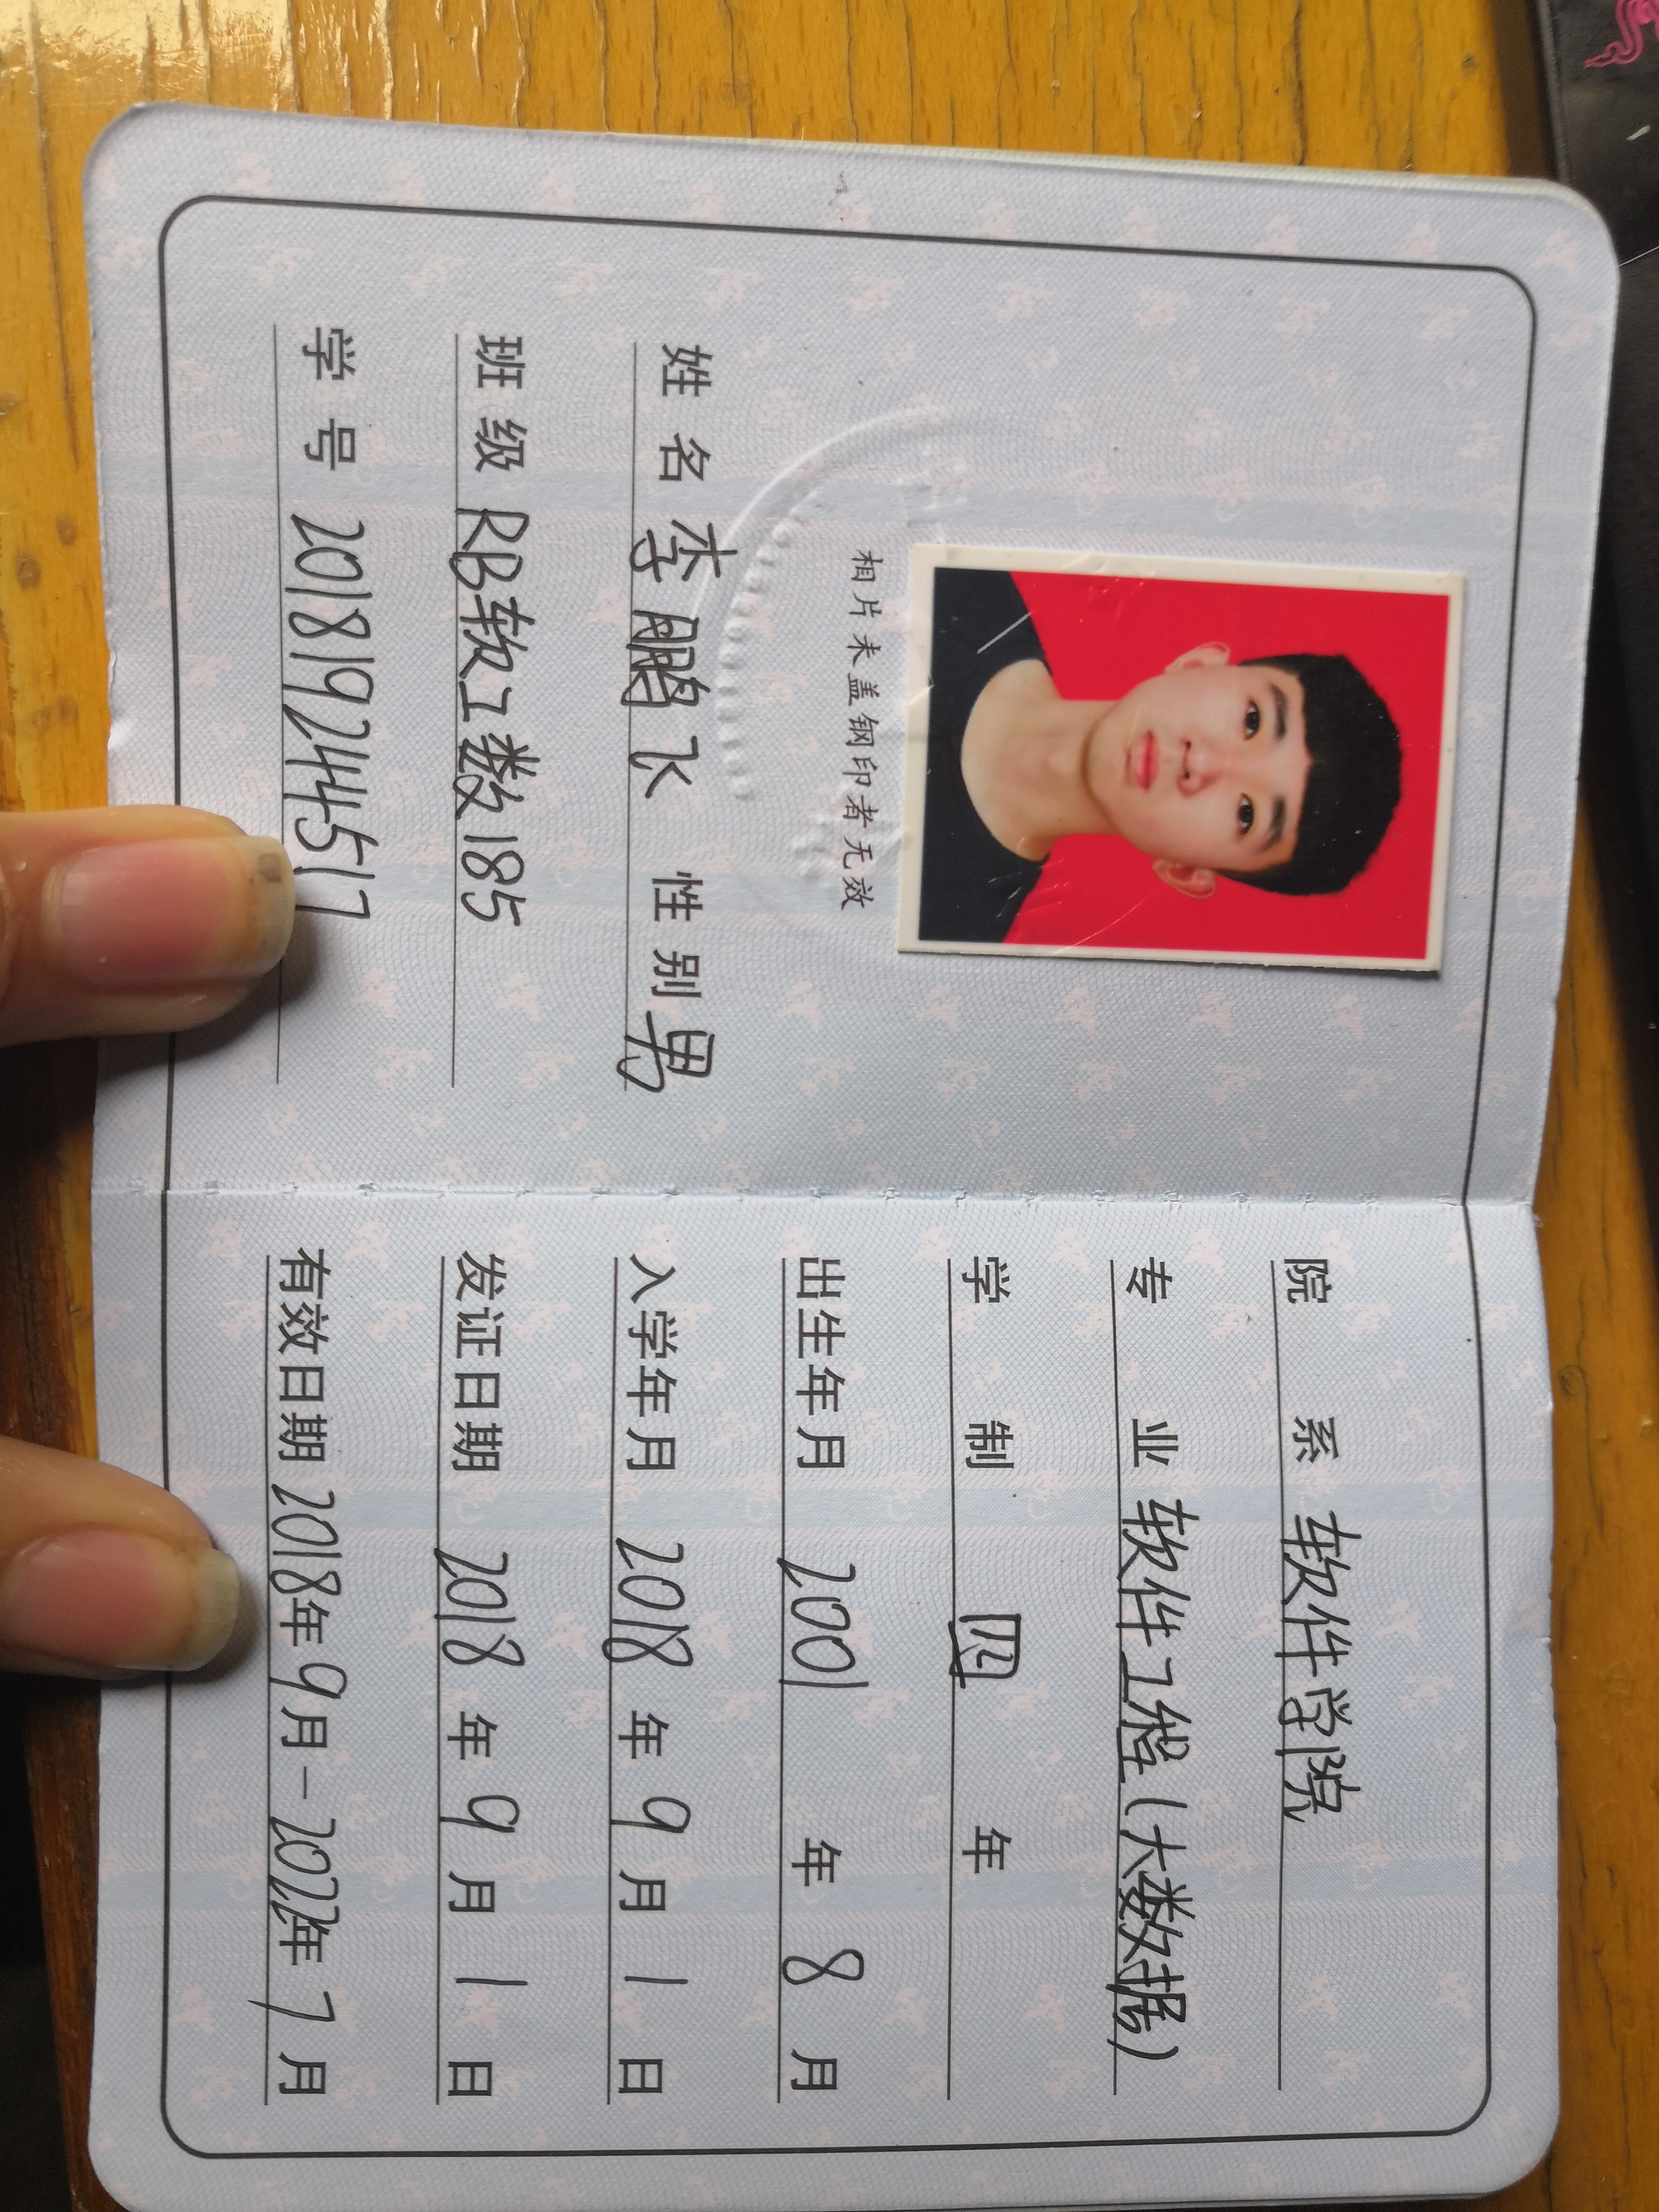 相片未盖钢印者无效
姓 名 李鹏飞 性 别 男
班 级 RB软工数185
学 号 201819244517
院 系 软件学院
专 业 软件工程(大数据)
学 制 四 年
出生年月 2001 年 8 月
入学年月 2018 年 9 月 1 日
发证日期 2018 年 9 月 1 日
有效日期 2018年 9月-2022年 7 月